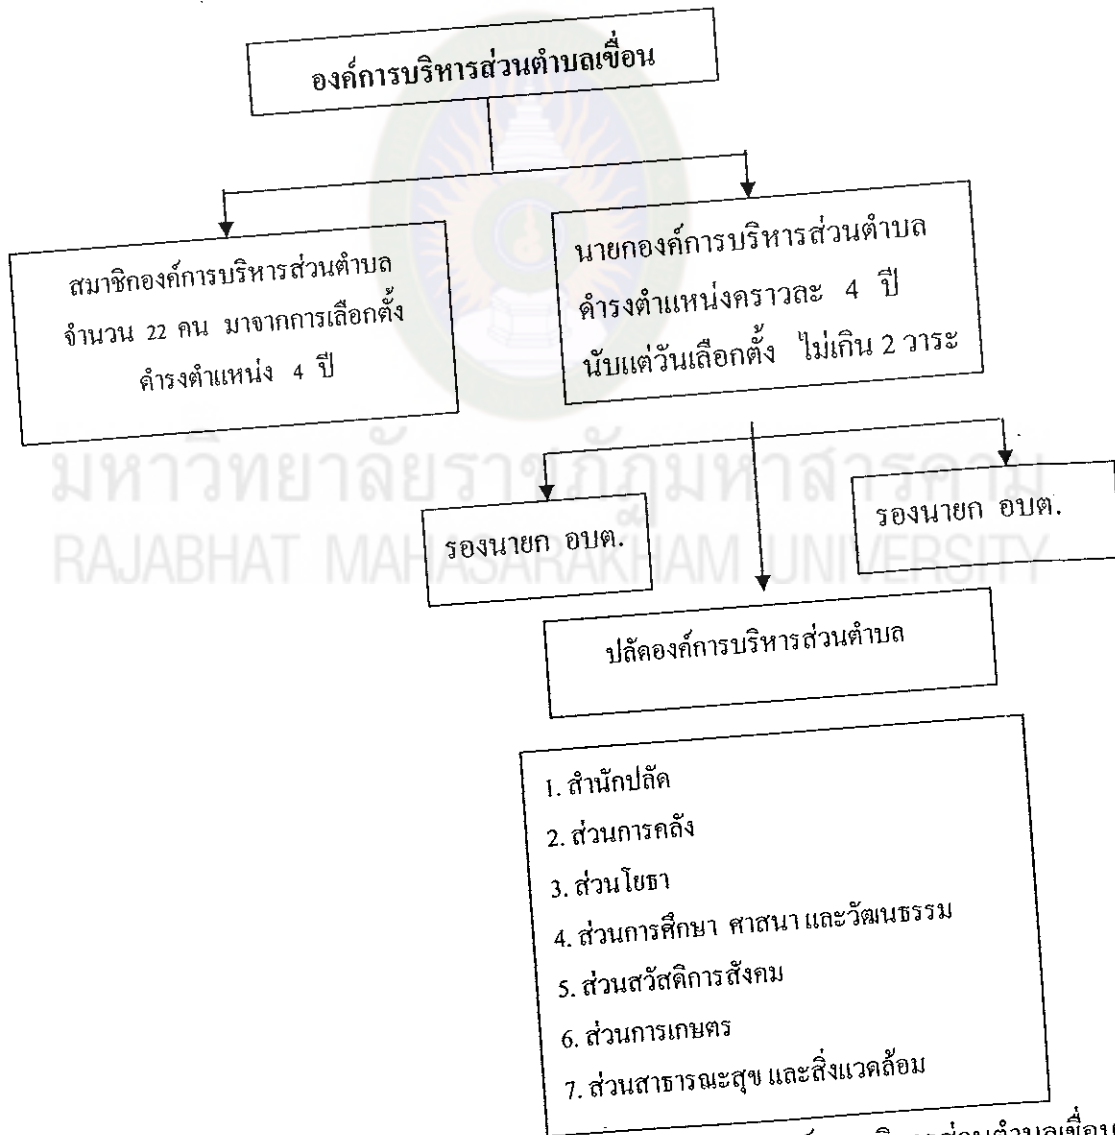 องค์การบริหารส่วนตำบลเขื่อน
สมาชิกองค์การบริหารส่วนตำบล
จำนวน 22 คน มาจากการเลือกตั้ง
ดำรงตำแหน่ง 4 ปี
นายกองค์การบริหารส่วนตำบล
ดำรงตำแหน่งคราวละ 4 ปี
นับแต่วันเลือกตั้ง ไม่เกิน 2 วาระ
มหาวิทยาลัยราชภัฏมหาสารคาม
RAJABHAT MAHASARAKHAM UNIVERSITY
รองนายก อบต.
รองนายก อบต.
ปลัดองค์การบริหารส่วนตำบล
1. สำนักปลัด
2. ส่วนการคลัง
3. ส่วนโยธา
4. ส่วนการศึกษา ศาสนา และวัฒนธรรม
5. ส่วนสวัสดิการสังคม
6. ส่วนการเกษตร
7. ส่วนสาธารณะสุข และสิ่งแวดล้อม